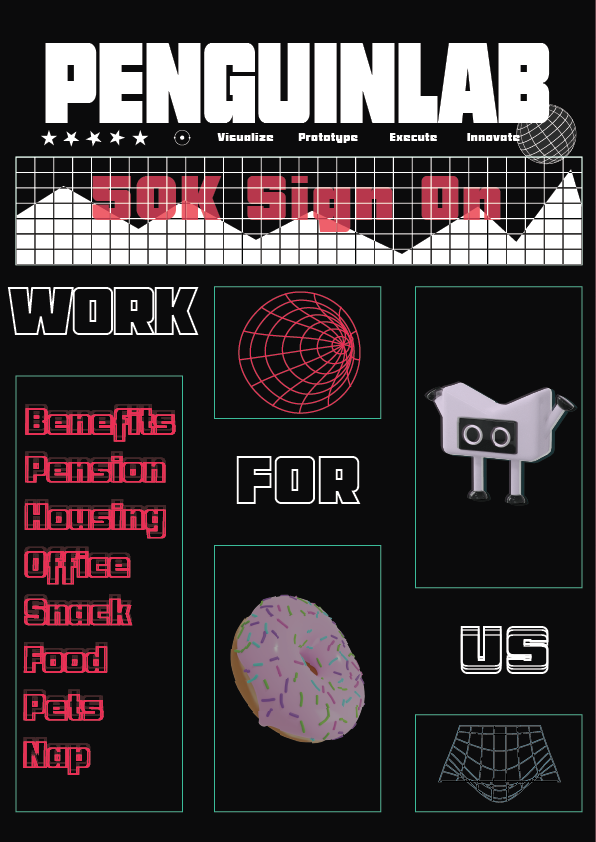 PENGUINLAB
Visualize Prototype Execute Innovate
50K Sign On
WORK
FOR
US
Benefits
Pension
Housing
Office
Snack
Food
Pets
Nap